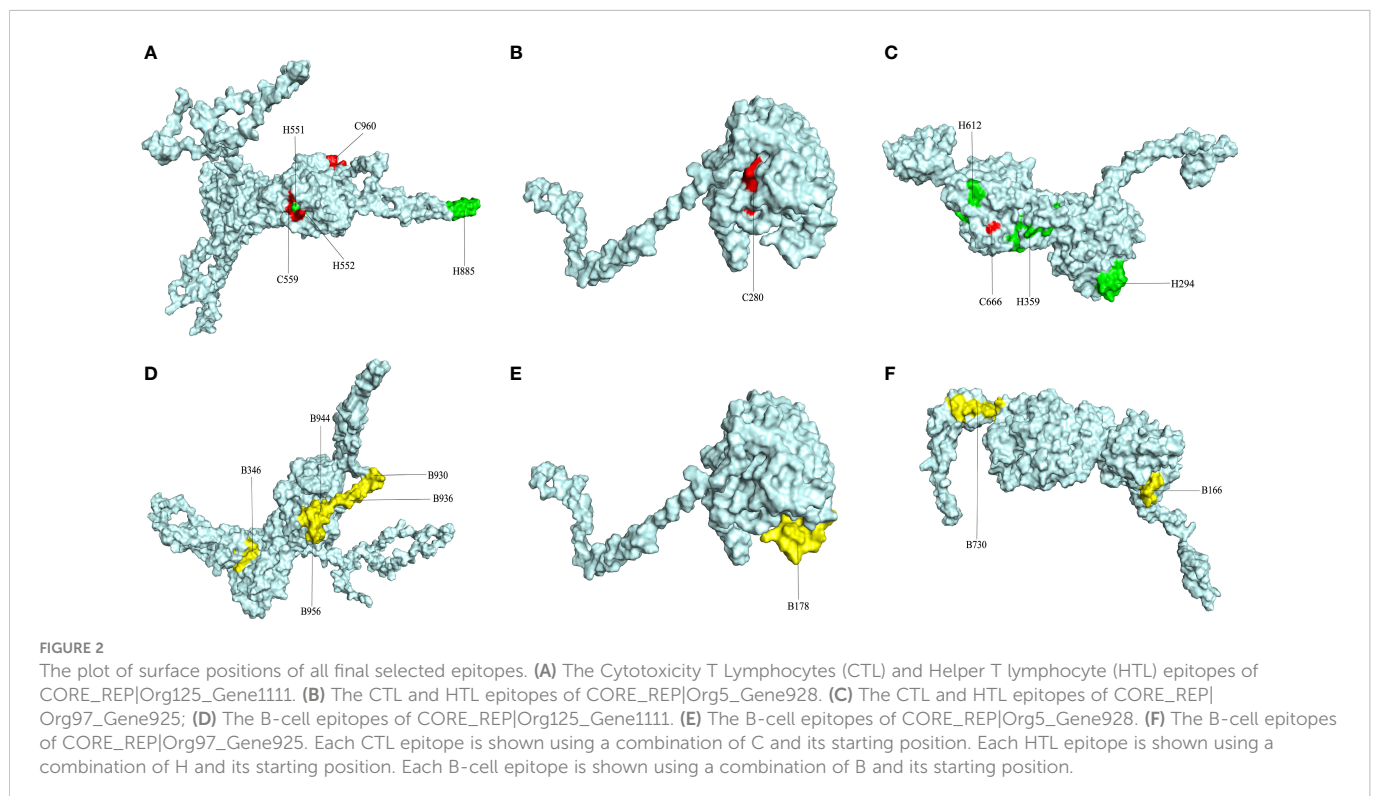 A
B
C
H551
C960
H612
C559
H552
H885
C280
C666
H359
H294
D
E
F
B944
B346
B930
B936
B956
B178
B730
B166
FIGURE 2
The plot of surface positions of all final selected epitopes. (A) The Cytotoxicity T Lymphocytes (CTL) and Helper T lymphocyte (HTL) epitopes of
CORE_REP|Org125_Gene1111. (B) The CTL and HTL epitopes of CORE_REP|Org5_Gene928. (C) The CTL and HTL epitopes of CORE_REP|
Org97_Gene925; (D) The B-cell epitopes of CORE_REP|Org125_Gene1111. (E) The B-cell epitopes of CORE_REP|Org5_Gene928. (F) The B-cell epitopes
of CORE_REP|Org97_Gene925. Each CTL epitope is shown using a combination of C and its starting position. Each HTL epitope is shown using a
combination of H and its starting position. Each B-cell epitope is shown using a combination of B and its starting position.